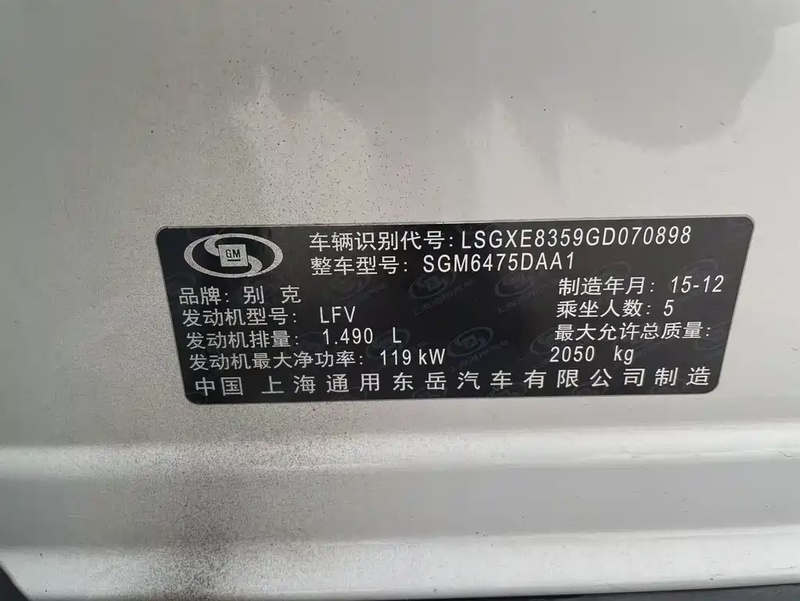 GM
车辆识别代号: LSGXE8359GD070898
整车型号: SGM6475DAA1
品牌: 别克 制造年月: 15-12
发动机型号: LFV 乘坐人数: 5
发动机排量: 1.490 L 最大允许总质量:
发动机最大净功率: 119 kW 2050 kg
中国 上海通用东岳汽车有限公司制造